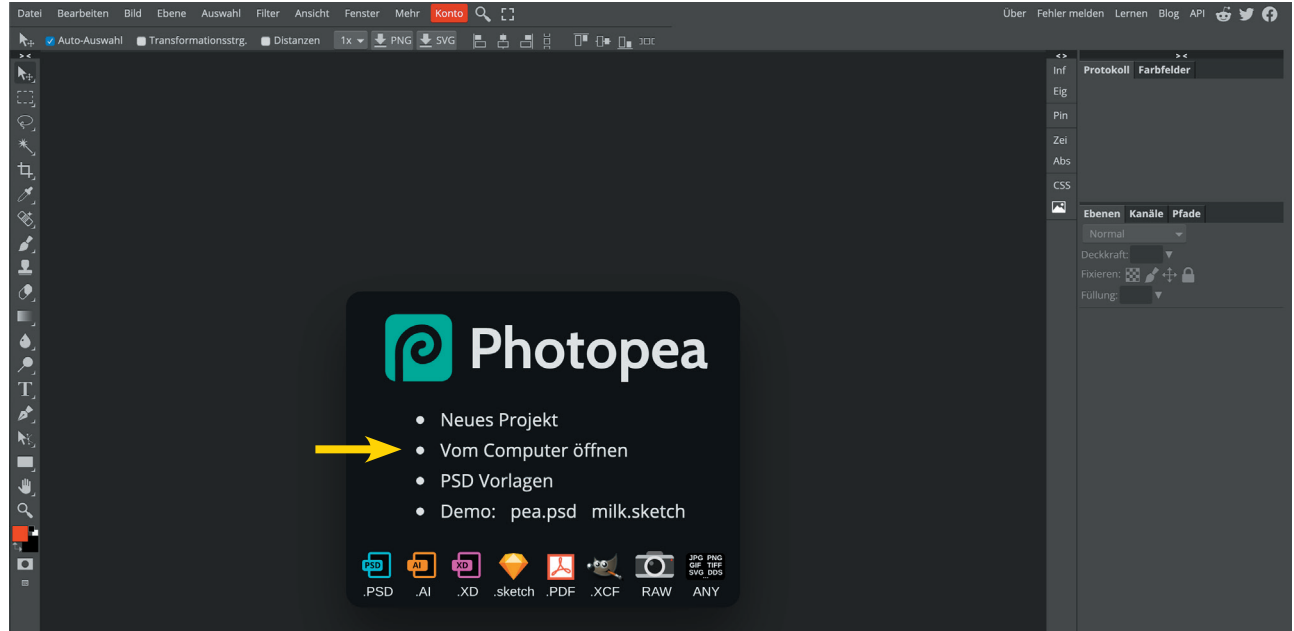 Datei Bearbeiten Bild Ebene Auswahl Filter Ansicht Fenster Mehr Konto Über Fehler melden Lernen Blog API
Auto-Auswahl Transformationsstrg. Distanzen 1x PNG SVG
> < < > > <
Inf Protokoll Farbfelder
Eig
Pin
Zei
Abs
CSS
Ebenen Kanäle Pfade
Normal
Deckkraft:
Fixieren:
Füllung:
T
Photopea
• Neues Projekt
• Vom Computer öffnen
• PSD Vorlagen
• Demo: pea.psd milk.sketch
PSD AI XD JPG PNG
GIF TIFF
SVG DDS
...
.PSD .AI .XD .sketch .PDF .XCF RAW ANY